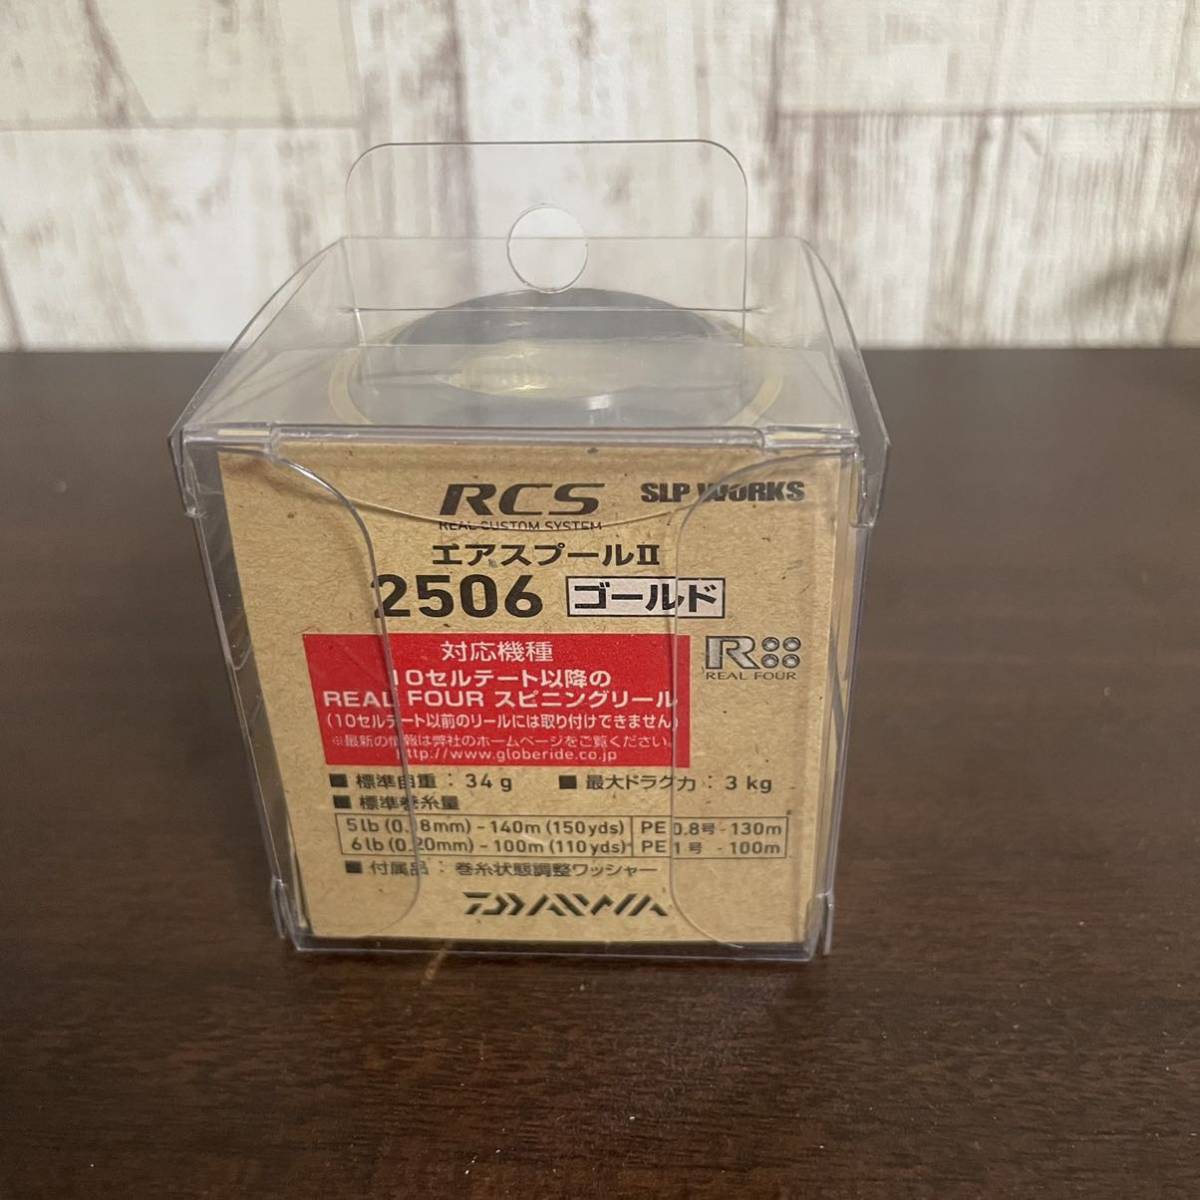 RCS SLP WORKS
REAL CUSTOM SYSTEM
エアスプールⅡ
2506 ゴールド
R
REAL FOUR
対応機種
10セルテート以降の
REAL FOUR スピニングリール
(10セルテート以前のリールには取り付けできません)
※最新の情報は弊社のホームページをご覧ください。
http://www.globeride.co.jp
■ 標準自重 : 34g ■ 最大ドラグ力 : 3kg
■ 標準巻糸量
5lb (0.18mm) - 140m (150yds) PE 0.8号 - 130m
6lb (0.20mm) - 100m (110yds) PE 1号 - 100m
■ 付属品 : 巻糸状態調整ワッシャー
DAIWA